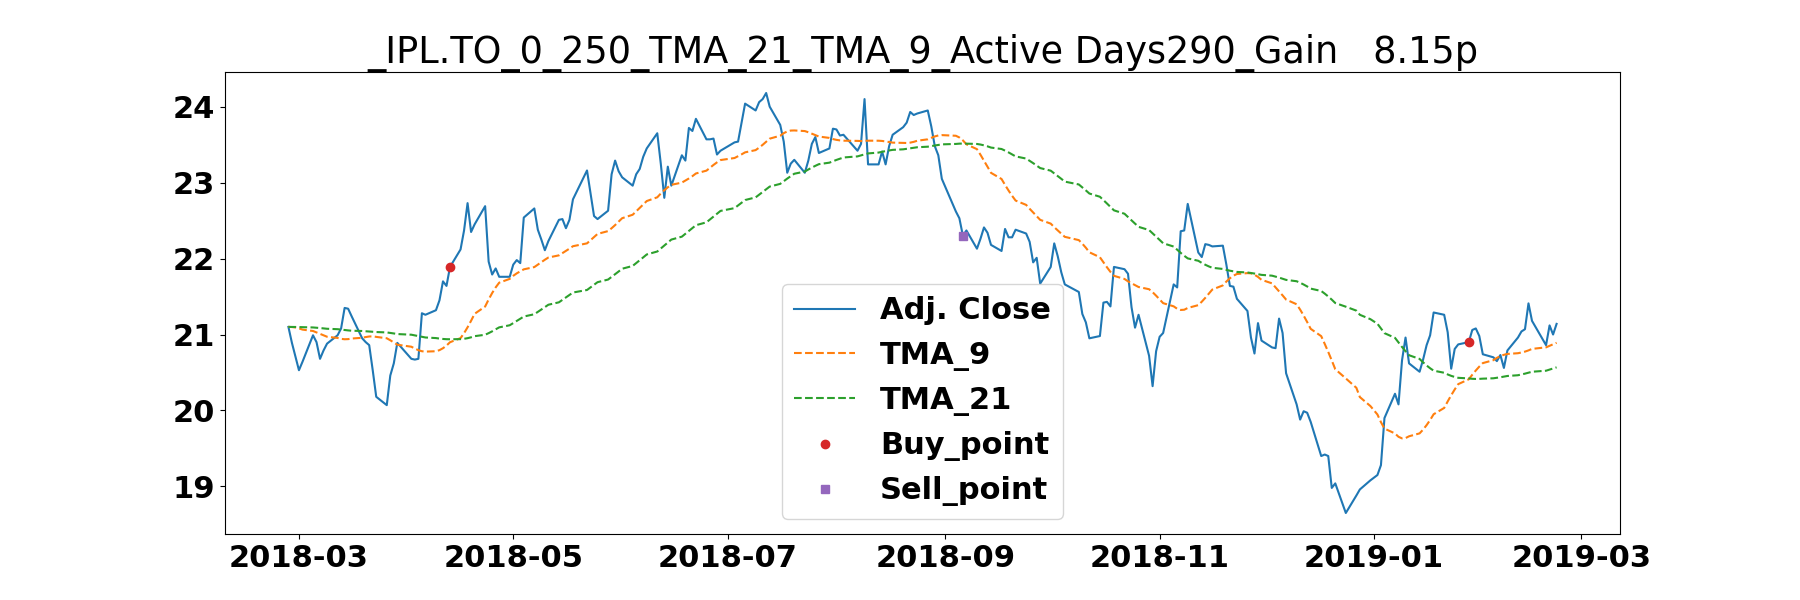 _IPL.TO_0_250_TMA_21_TMA_9_Active Days290_Gain   8.15p
24
23
22
21
20
19
Adj. Close
TMA_9
TMA_21
Buy_point
Sell_point
2018-03 2018-05 2018-07 2018-09 2018-11 2019-01 2019-03